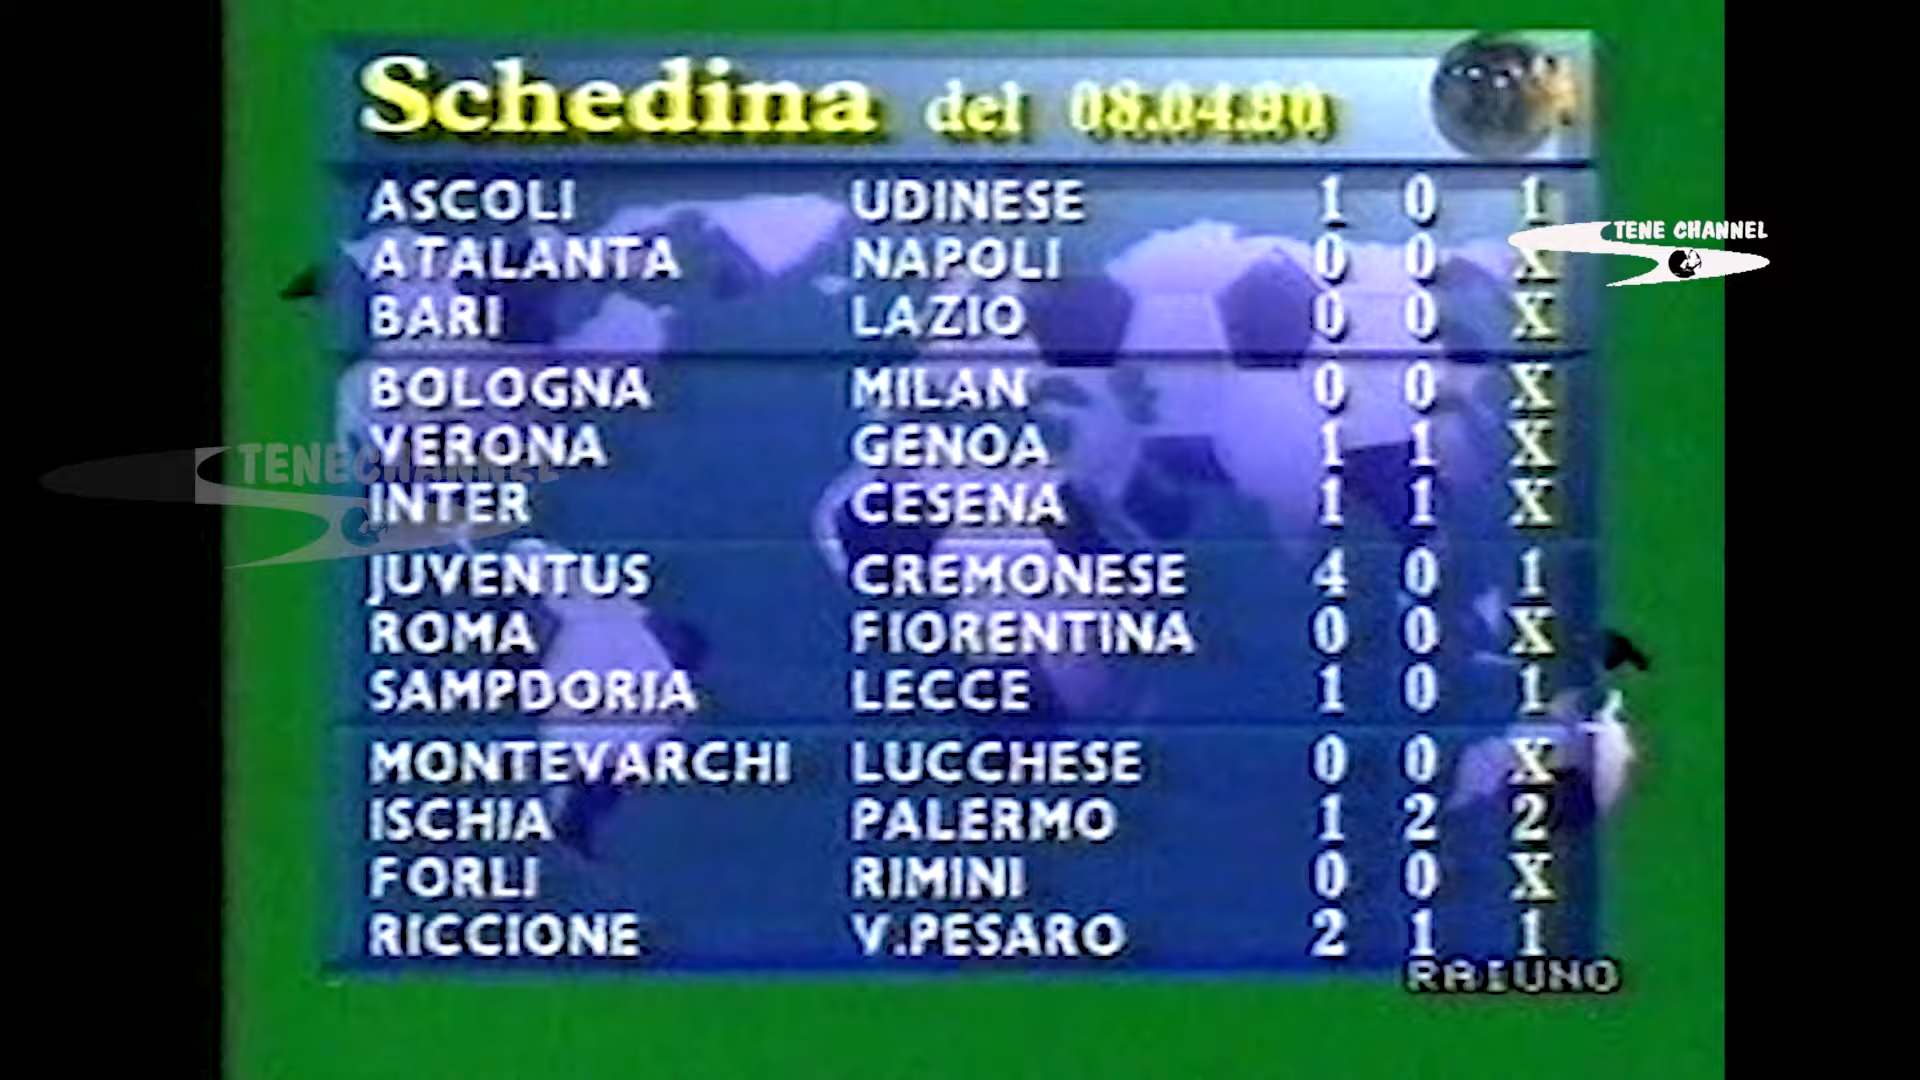 Schedina del 08.04.90
ASCOLI UDINESE 1 0 1
TENE CHANNEL
ATALANTA NAPOLI 0 0 X
BARI LAZIO 0 0 X
BOLOGNA MILAN 0 0 X
VERONA GENOA 1 1 X
TENECHANNEL
INTER CESENA 1 1 X
JUVENTUS CREMONESE 4 0 1
ROMA FIORENTINA 0 0 X
SAMPDORIA LECCE 1 0 1
MONTEVARCHI LUCCHESE 0 0 X
ISCHIA PALERMO 1 2 2
FORLI RIMINI 0 0 X
RICCIONE V.PESARO 2 1 1
RAIUNO